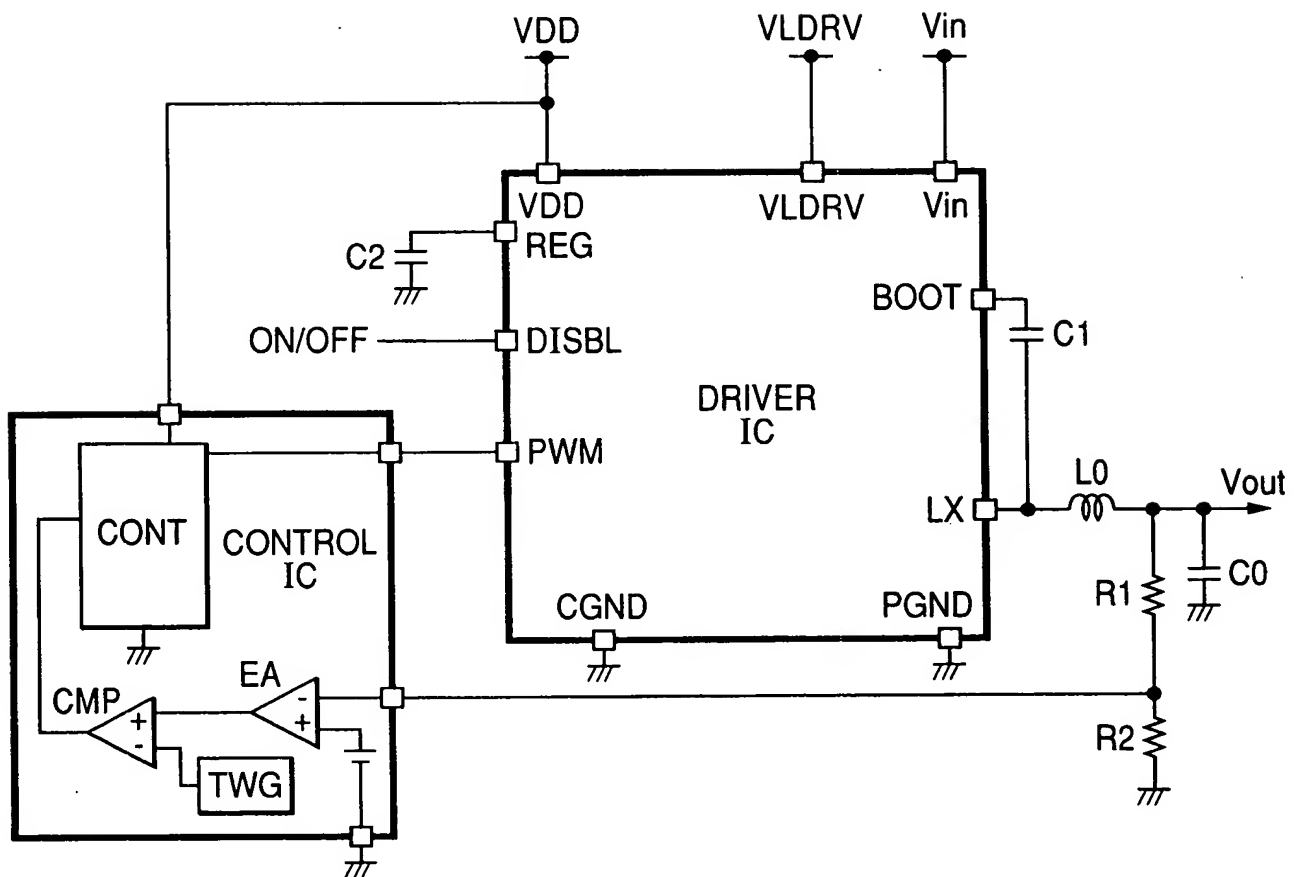 VDD
VLDRV
Vin
VDD
VLDRV
Vin
C2
REG
BOOT
C1
ON/OFF
DISBL
DRIVER
IC
PWM
L0
Vout
LX
CONT
CONTROL
IC
C0
R1
CGND
PGND
EA
CMP
-
+
+
-
R2
TWG